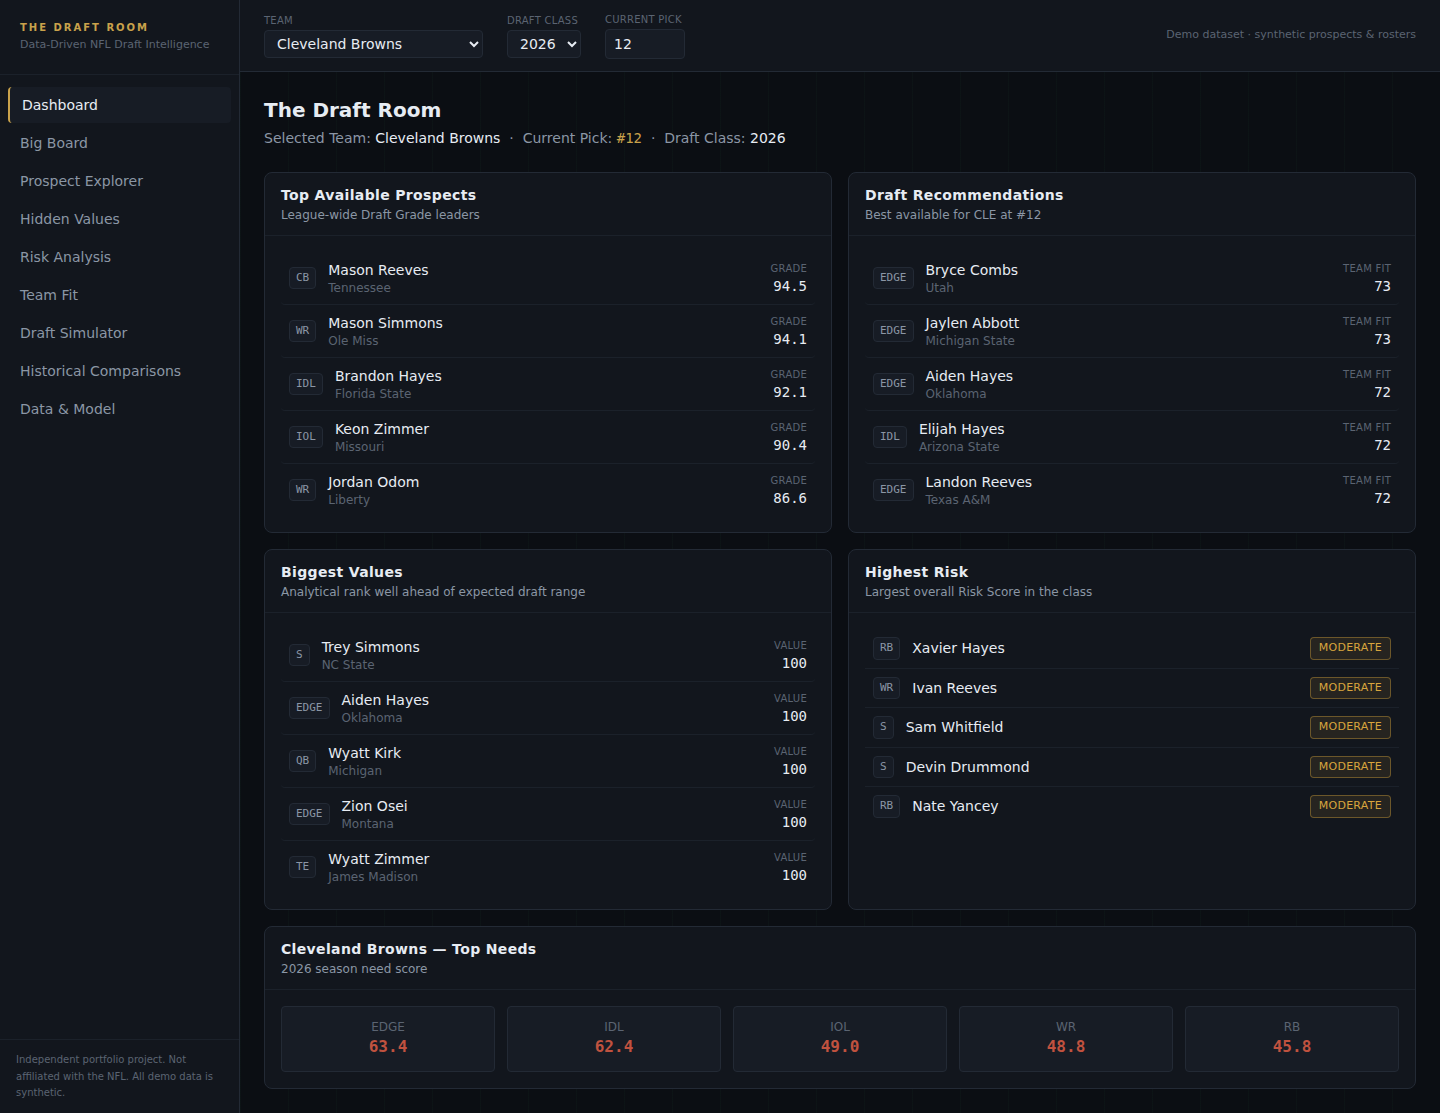 THE DRAFT ROOM
Data-Driven NFL Draft Intelligence
Dashboard
Big Board
Prospect Explorer
Hidden Values
Risk Analysis
Team Fit
Draft Simulator
Historical Comparisons
Data & Model
Independent portfolio project. Not
affiliated with the NFL. All demo data is
synthetic.
TEAM
Cleveland Browns
DRAFT CLASS
2026
CURRENT PICK
12
Demo dataset · synthetic prospects & rosters
The Draft Room
Selected Team: Cleveland Browns · Current Pick: #12 · Draft Class: 2026
Top Available Prospects
League-wide Draft Grade leaders
CB Mason Reeves GRADE
Tennessee 94.5
WR Mason Simmons GRADE
Ole Miss 94.1
IDL Brandon Hayes GRADE
Florida State 92.1
IOL Keon Zimmer GRADE
Missouri 90.4
WR Jordan Odom GRADE
Liberty 86.6
Draft Recommendations
Best available for CLE at #12
EDGE Bryce Combs TEAM FIT
Utah 73
EDGE Jaylen Abbott TEAM FIT
Michigan State 73
EDGE Aiden Hayes TEAM FIT
Oklahoma 72
IDL Elijah Hayes TEAM FIT
Arizona State 72
EDGE Landon Reeves TEAM FIT
Texas A&M 72
Biggest Values
Analytical rank well ahead of expected draft range
S Trey Simmons VALUE
NC State 100
EDGE Aiden Hayes VALUE
Oklahoma 100
QB Wyatt Kirk VALUE
Michigan 100
EDGE Zion Osei VALUE
Montana 100
TE Wyatt Zimmer VALUE
James Madison 100
Highest Risk
Largest overall Risk Score in the class
RB Xavier Hayes MODERATE
WR Ivan Reeves MODERATE
S Sam Whitfield MODERATE
S Devin Drummond MODERATE
RB Nate Yancey MODERATE
Cleveland Browns — Top Needs
2026 season need score
EDGE
63.4
IDL
62.4
IOL
49.0
WR
48.8
RB
45.8